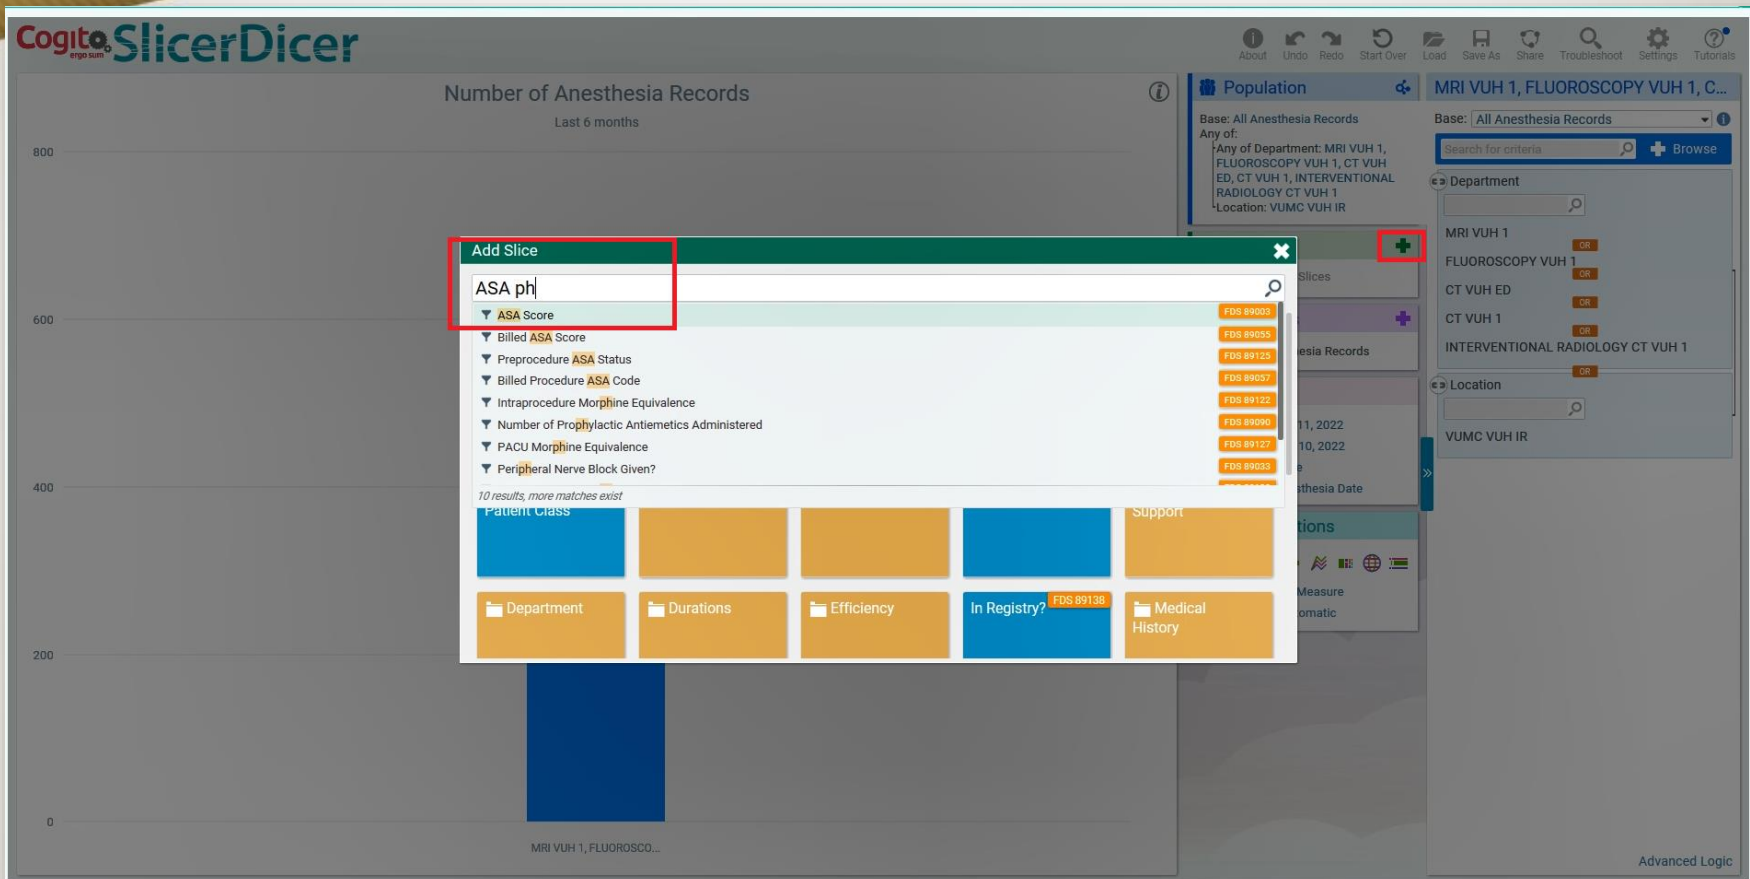 Cogito SlicerDicer
ergo sum
About Undo Redo Start Over Load Save As Share Troubleshoot Settings Tutorials
Number of Anesthesia Records
Last 6 months
800
600
400
200
0
MRI VUH 1, FLUOROSCO...
Population
Base: All Anesthesia Records
Any of:
Any of Department: MRI VUH 1,
FLUOROSCOPY VUH 1, CT VUH
ED, CT VUH 1, INTERVENTIONAL
RADIOLOGY CT VUH 1
Location: VUMC VUH IR
Slices
esia Records
11, 2022
10, 2022
sthesia Date
tions
Measure
omatic
MRI VUH 1, FLUOROSCOPY VUH 1, C...
Base: All Anesthesia Records
Search for criteria Browse
Department
MRI VUH 1
OR
FLUOROSCOPY VUH 1
OR
CT VUH ED
OR
CT VUH 1
OR
INTERVENTIONAL RADIOLOGY CT VUH 1
OR
Location
VUMC VUH IR
Advanced Logic
Add Slice
ASA ph
ASA Score FDS 89003
Billed ASA Score FDS 89055
Preprocedure ASA Status FDS 89125
Billed Procedure ASA Code FDS 89057
Intraprocedure Morphine Equivalence FDS 89122
Number of Prophylactic Antiemetics Administered FDS 89090
PACU Morphine Equivalence FDS 89127
Peripheral Nerve Block Given? FDS 89033
10 results, more matches exist
Patient Class
Support
Department
Durations
Efficiency
In Registry? FDS 89138
Medical
History